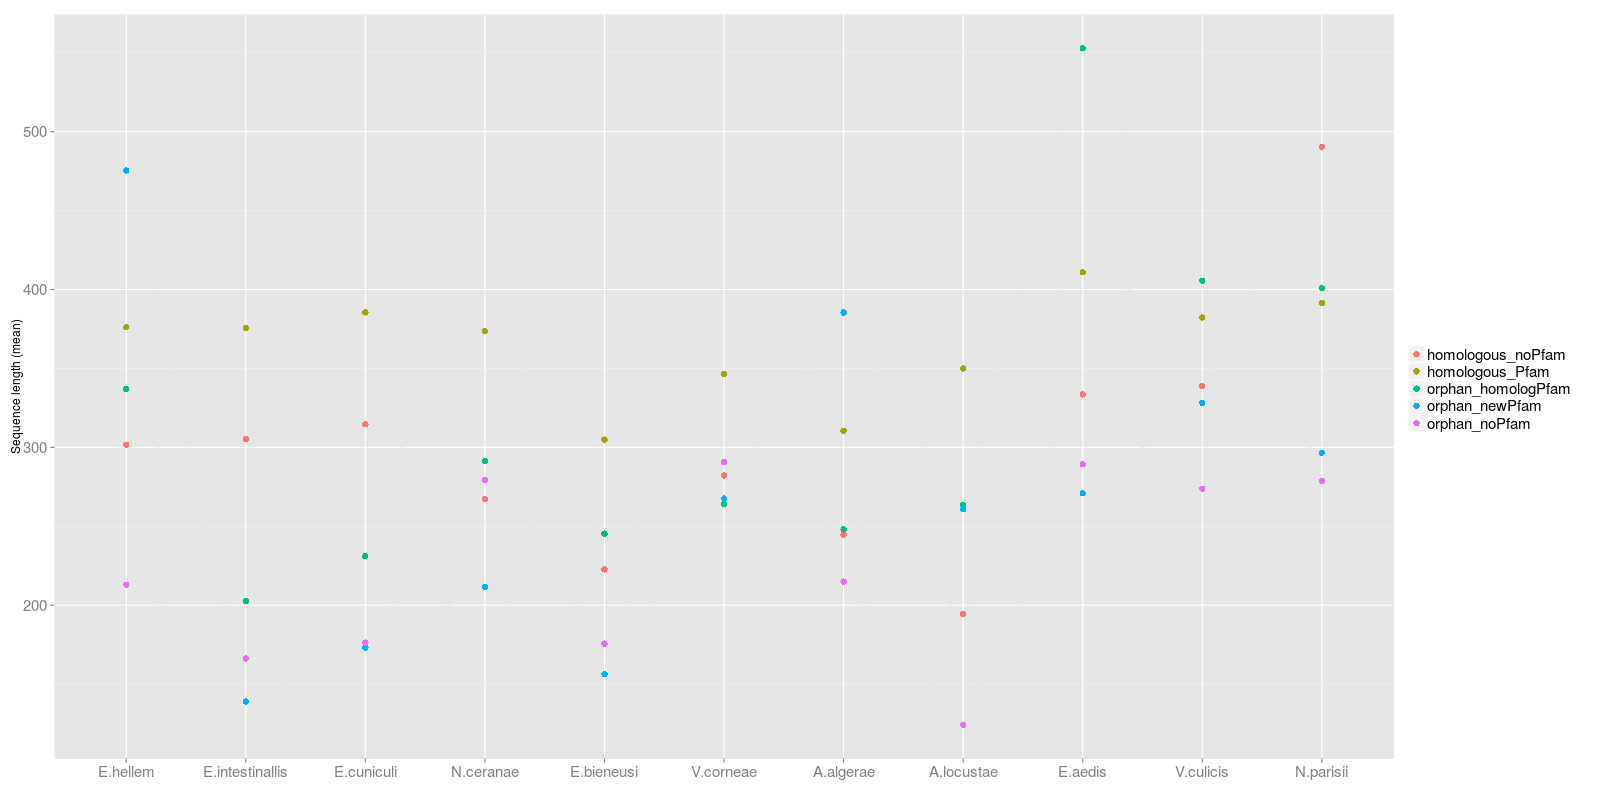 Sequence length (mean)
500
400
300
200
E.hellem
E.intestinallis
E.cuniculi
N.ceranae
E.bieneusi
V.corneae
A.algerae
A.locustae
E.aedis
V.culicis
N.parisii
homologous_noPfam
homologous_Pfam
orphan_homologPfam
orphan_newPfam
orphan_noPfam